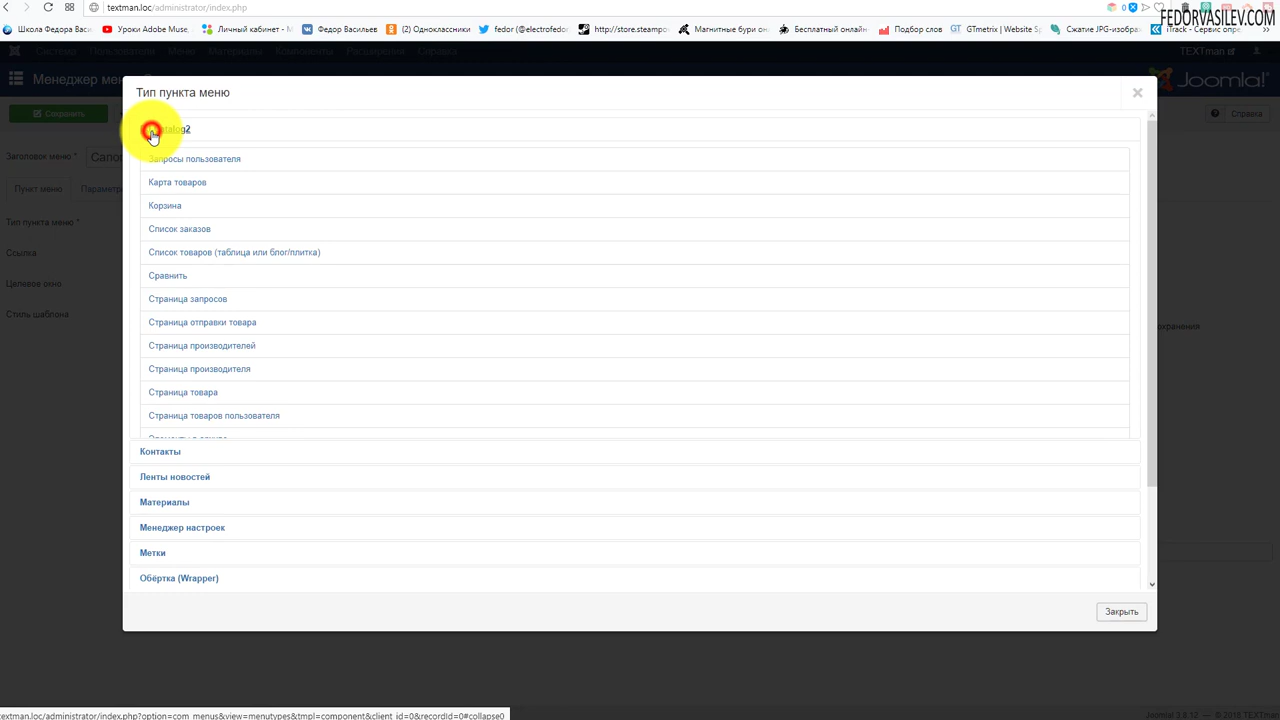 textman.loc/administrator/index.php
FEDORVASILEV.COM
Школа Федора Васи
Уроки Adobe Muse,
Личный кабинет -
Федор Васильев
(2) Одноклассники
fedor (@electrofedor
http://store.steampo
Магнитные бури он
Бесплатный онлайн
Подбор слов
GTmetrix | Website S
Сжатие JPG-изобра
iTrack - Сервис опре
Система
Пользователи
Меню
Материалы
Компоненты
Расширения
Справка
TEXTman
Менеджер мен
Joomla!
Тип пункта меню
Сохранить
Справка
Заголовок меню *
Canon
Запросы пользователя
Карта товаров
Пункт меню
Параметр
Корзина
Тип пункта меню *
Список заказов
Ссылка
Список товаров (таблица или блог/плитка)
Сравнить
Целевое окно
Страница запросов
Стиль шаблона
Страница отправки товара
охранения
Страница производителей
Страница производителя
Страница товара
Страница товаров пользователя
Контакты
Ленты новостей
Материалы
Менеджер настроек
Метки
Обёртка (Wrapper)
Закрыть
textman.loc/administrator/index.php?option=com_menus&view=menutypes&tmpl=component&client_id=0&recordId=0#collapse0
Joomla! 3.8.12 — © 2018 TEXTman